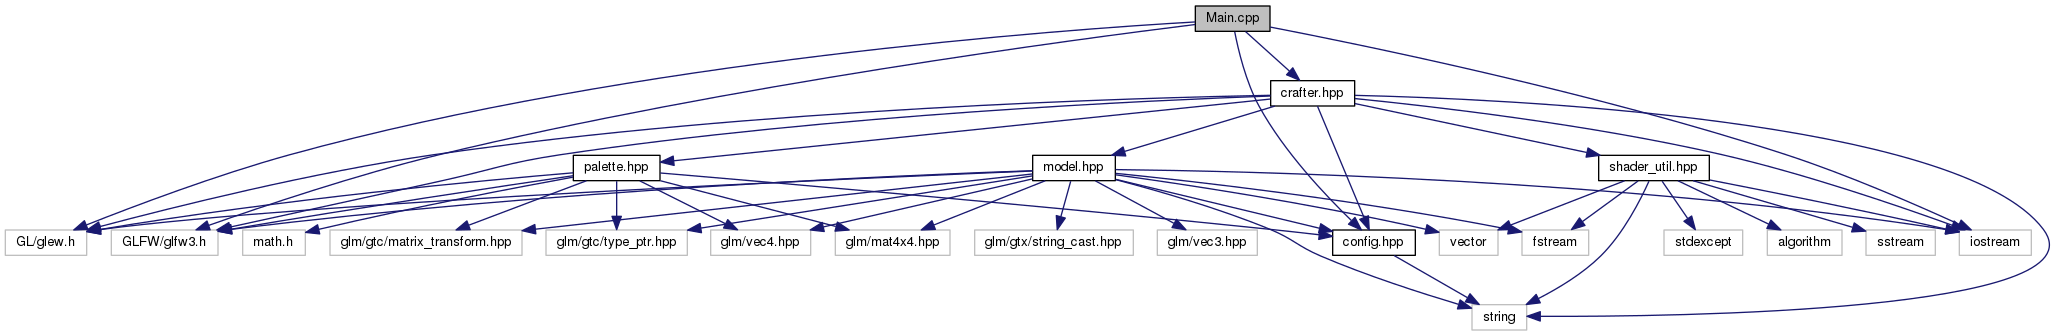 Main.cpp
crafter.hpp
palette.hpp
model.hpp
shader_util.hpp
GL/glew.h
GLFW/glfw3.h
math.h
glm/gtc/matrix_transform.hpp
glm/gtc/type_ptr.hpp
glm/vec4.hpp
glm/mat4x4.hpp
glm/gtx/string_cast.hpp
glm/vec3.hpp
config.hpp
vector
fstream
stdexcept
algorithm
sstream
iostream
string